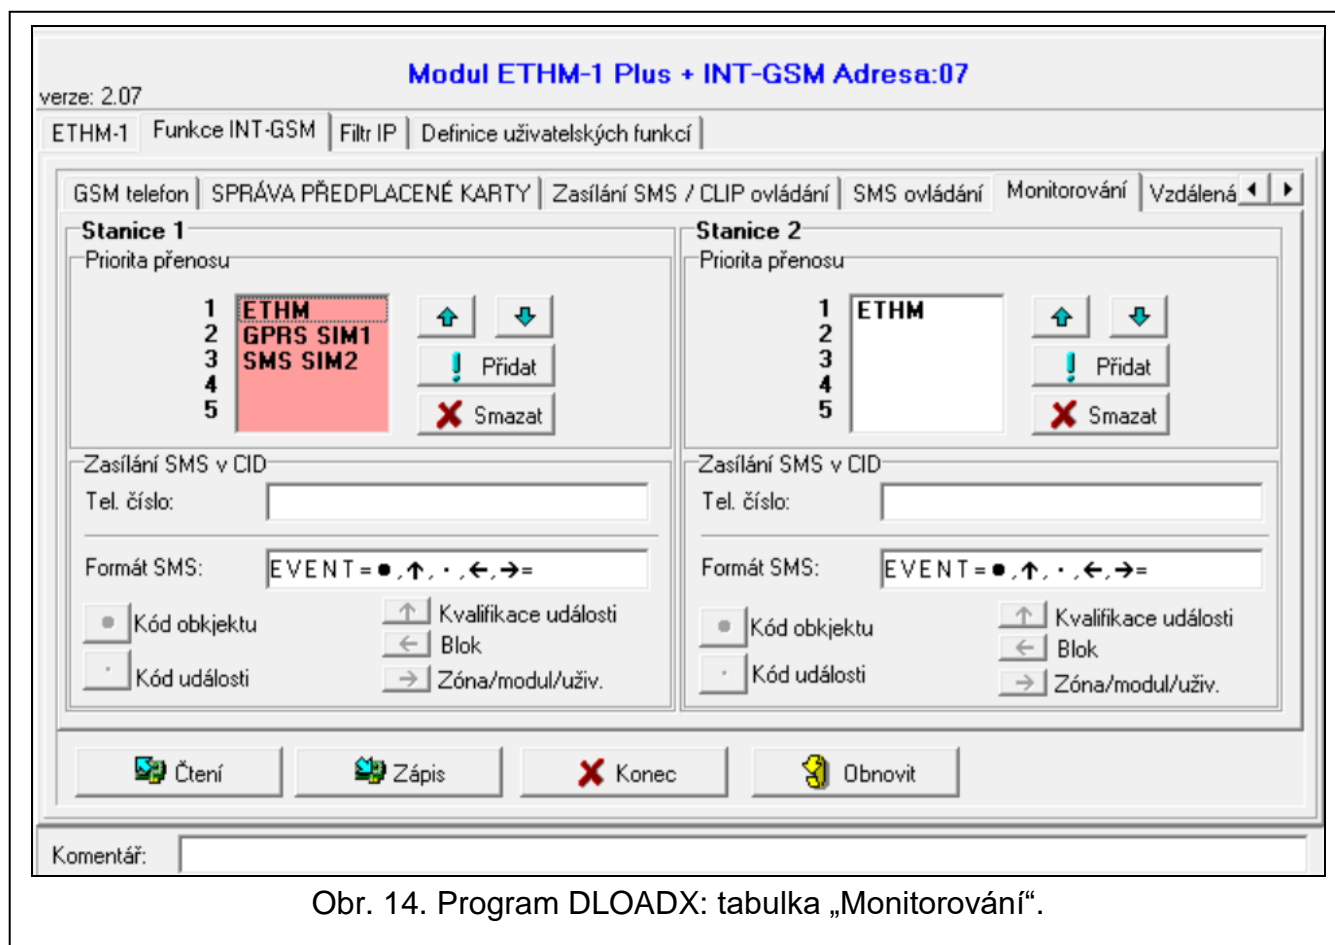 Modul ETHM-1 Plus + INT-GSM Adresa:07
verze: 2.07
ETHM-1 Funkce INT-GSM Filtr IP Definice uživatelských funkcí
GSM telefon SPRÁVA PŘEDPLACENÉ KARTY Zasílání SMS / CLIP ovládání SMS ovládání Monitorování Vzdálená
Stanice 1
Priorita přenosu
1 ETHM
2 GPRS SIM1
3 SMS SIM2
4
5
Přidat
Smazat
Zasílání SMS v CID
Tel. číslo:
Formát SMS: EVENT=●,↑,·,←,→=
Kód obkjektu
Kvalifikace události
Blok
Kód události
Zóna/modul/uživ.
Stanice 2
Priorita přenosu
1 ETHM
2
3
4
5
Přidat
Smazat
Zasílání SMS v CID
Tel. číslo:
Formát SMS: EVENT=●,↑,·,←,→=
Kód obkjektu
Kvalifikace události
Blok
Kód události
Zóna/modul/uživ.
Čtení Zápis Konec Obnovit
Komentář:
Obr. 14. Program DLOADX: tabulka „Monitorování“.